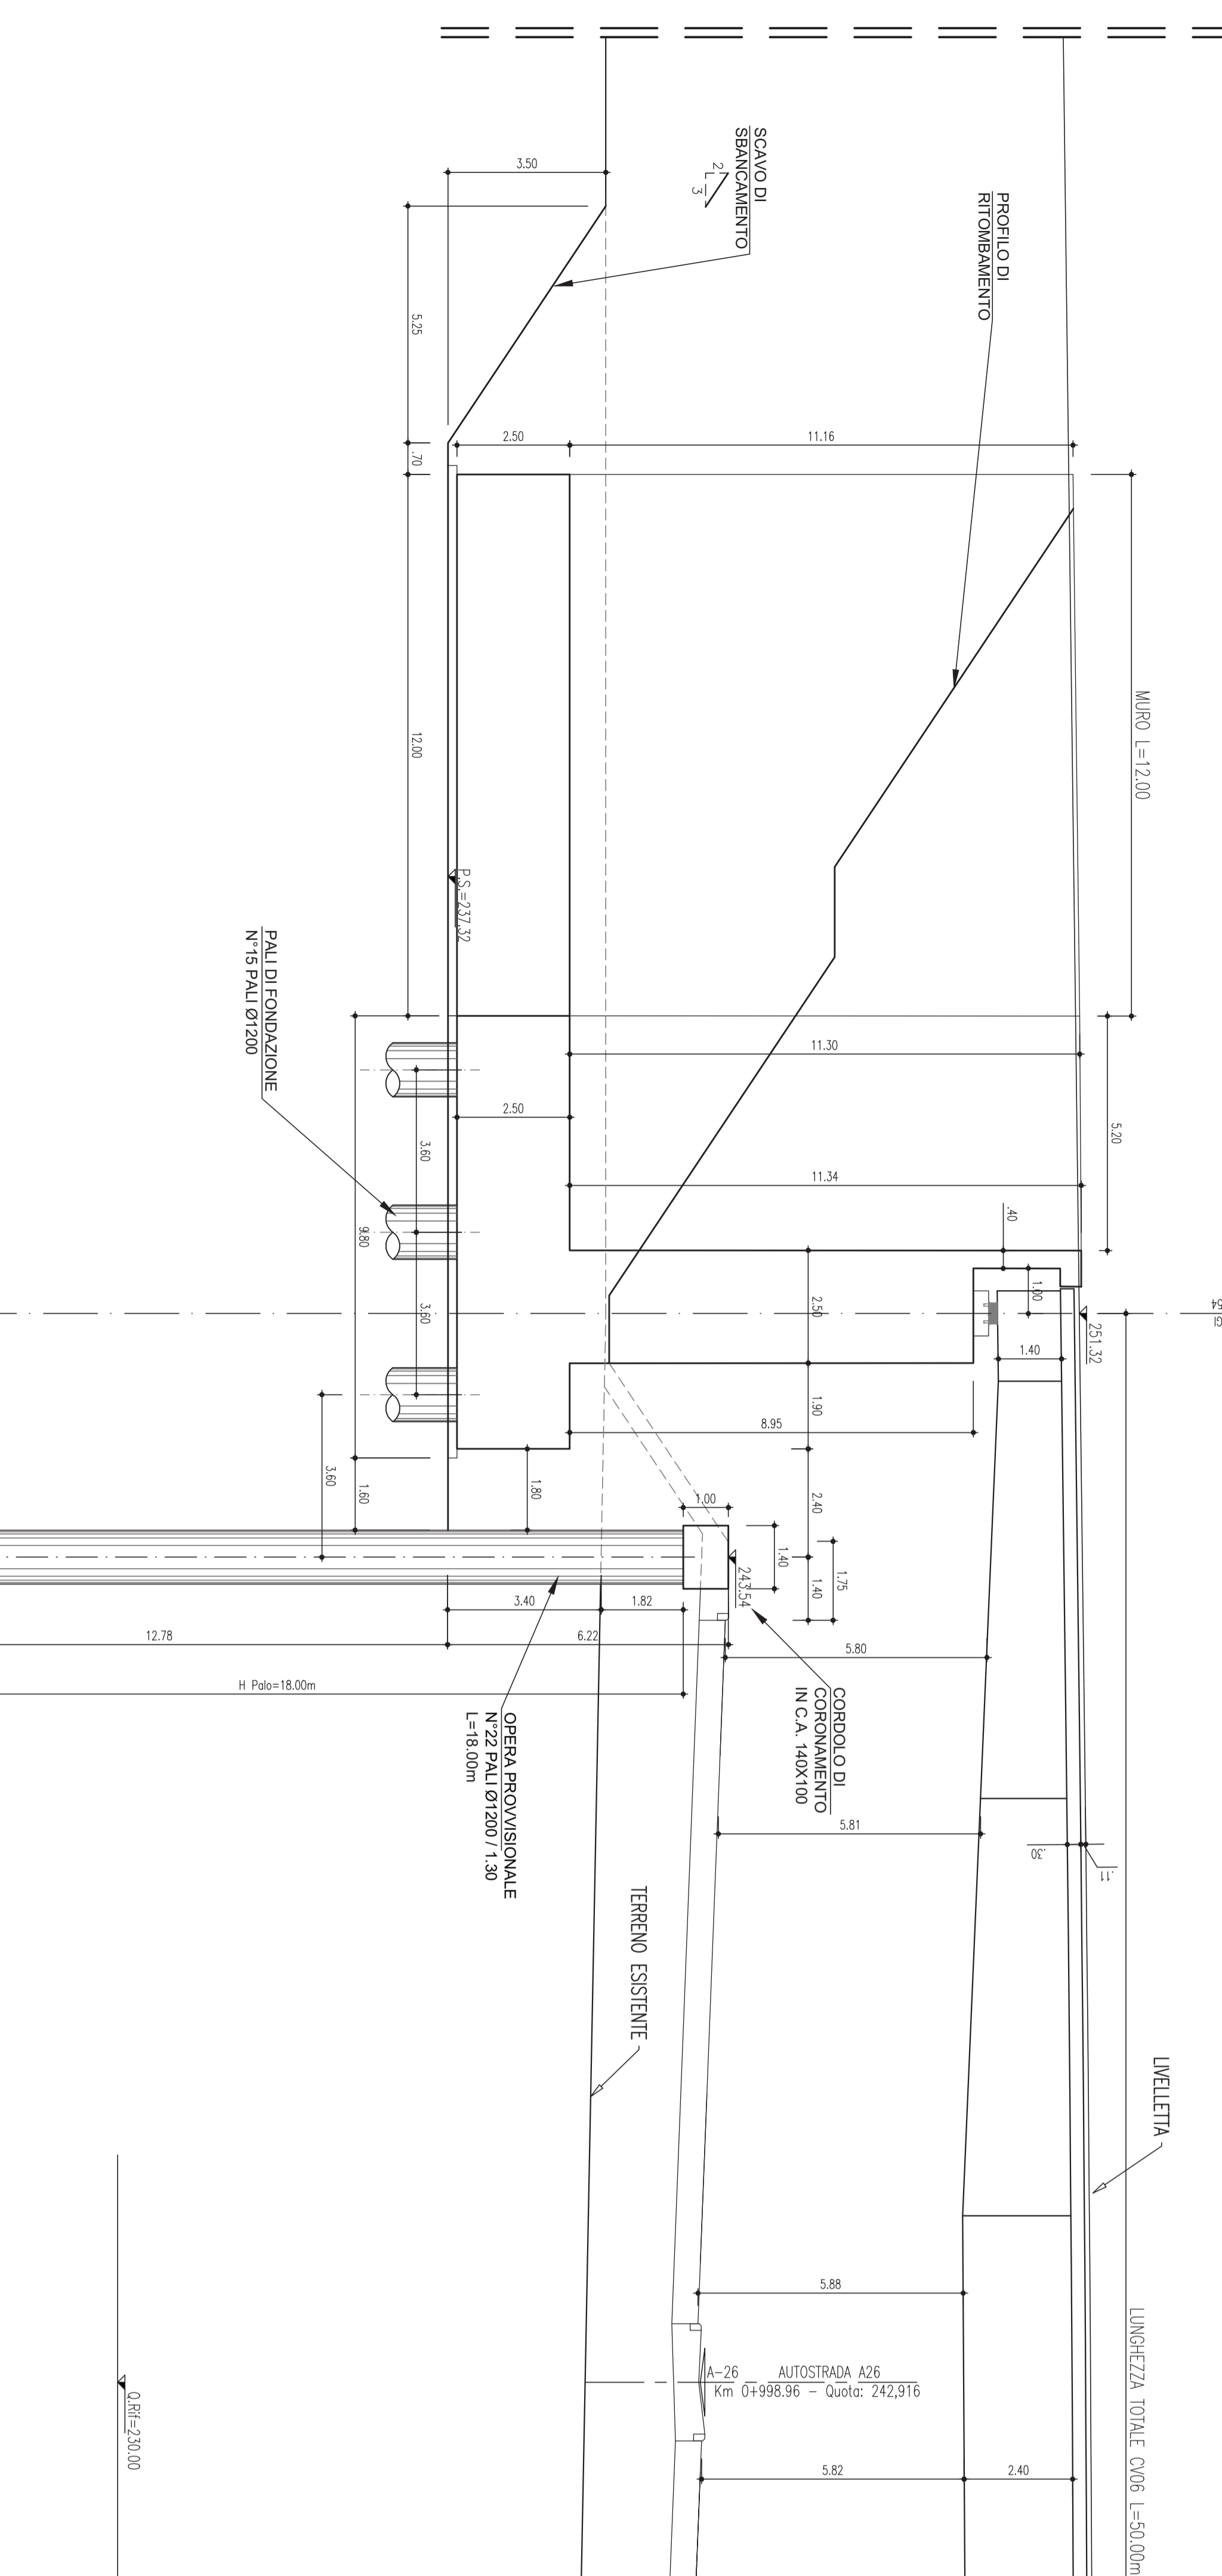 SCAVO DI
SBANCAMENTO
2
3
PROFILO DI
RITOMBAMENTO
3.50
5.25
.70
2.50
11.16
12.00
MURO L=12.00
P.S.=237,32
PALI DI FONDAZIONE
N°15 PALI Ø1200
11.30
2.50
5.20
3.60
11.34
.40
9.80
3.60
2.50
1.00
251.32
1.40
1.90
8.95
3.60
1.60
1.80
2.40
1.00
1.40
243.54
1.40
1.75
3.40
1.82
12.78
6.22
5.80
H Palo=18.00m
OPERA PROVVISIONALE
N°22 PALI Ø1200 / 1.30
L=18.00m
CORDOLO DI
CORONAMENTO
IN C.A. 140X100
5.81
.30
.11
TERRENO ESISTENTE
LIVELLETTA
5.88
A-26 AUTOSTRADA A26
Km 0+998.96 - Quota: 242,916
Q.Rif=230.00
5.82
2.40
LUNGHEZZA TOTALE CV06 L=50.00m